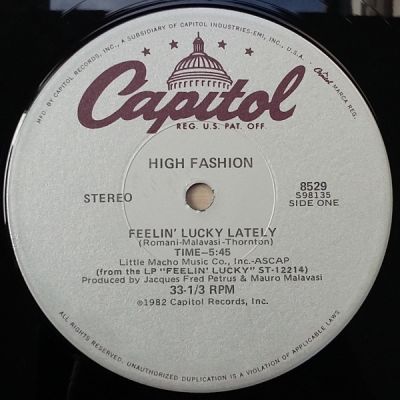 MFD. BY CAPITOL RECORDS, INC., A SUBSIDIARY OF CAPITOL INDUSTRIES-EMI, INC., U.S.A.
Capitol
MARCA REG.
Capitol
REG. U.S. PAT. OFF.
HIGH FASHION
STEREO
8529
S98135
SIDE ONE
FEELIN' LUCKY LATELY
(Romani-Malavasi-Thornton)
TIME—5:45
Little Macho Music Co., Inc.-ASCAP
(from the LP "FEELIN' LUCKY" ST-12214)
Produced by Jacques Fred Petrus & Mauro Malavasi
33-1/3 RPM
©1982 Capitol Records, Inc.
ALL RIGHTS RESERVED. UNAUTHORIZED DUPLICATION IS A VIOLATION OF APPLICABLE LAWS